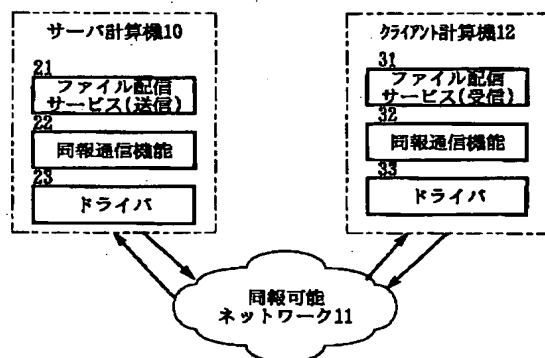 サーバ計算機10
21
ファイル配信
サービス(送信)
22
同報通信機能
23
ドライバ
クライアント計算機12
31
ファイル配信
サービス(受信)
32
同報通信機能
33
ドライバ
同報可能
ネットワーク11